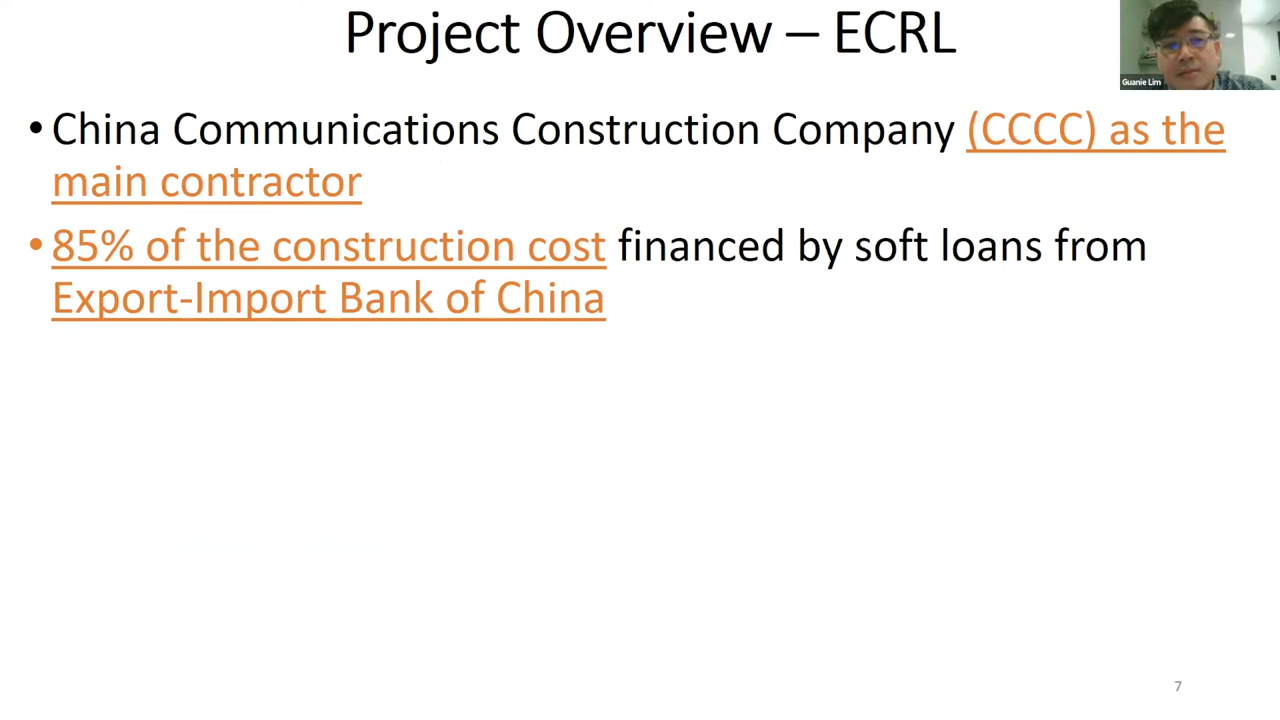 Project Overview – ECRL
Guanie Lim
• China Communications Construction Company (CCCC) as the
main contractor
• 85% of the construction cost financed by soft loans from
Export-Import Bank of China
7